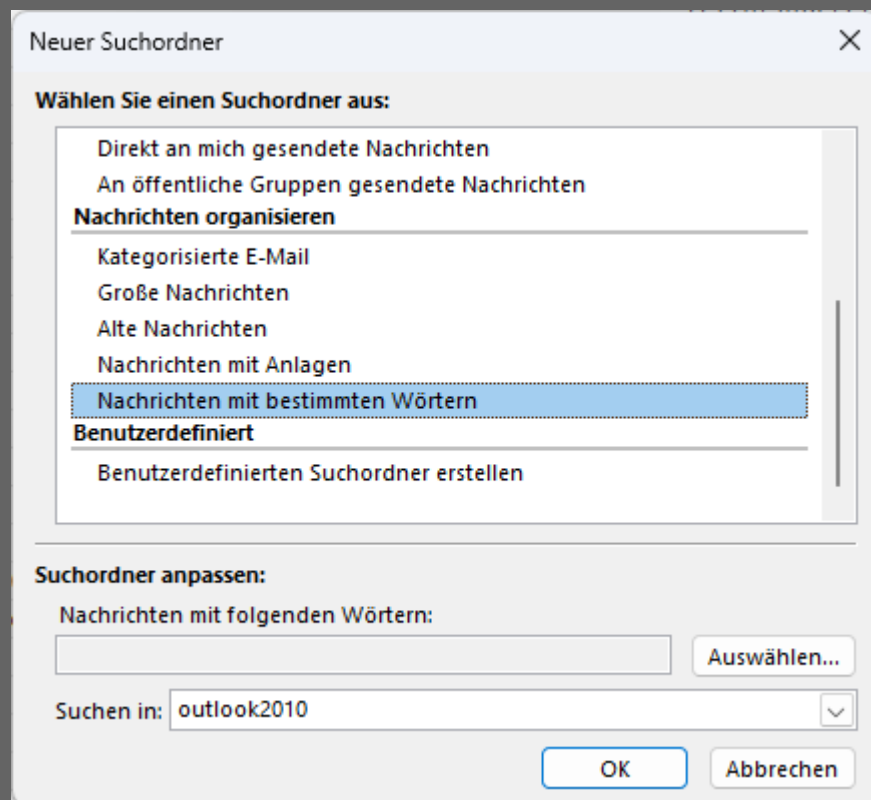 Neuer Suchordner
Wählen Sie einen Suchordner aus:
Direkt an mich gesendete Nachrichten
An öffentliche Gruppen gesendete Nachrichten
Nachrichten organisieren
Kategorisierte E-Mail
Große Nachrichten
Alte Nachrichten
Nachrichten mit Anlagen
Nachrichten mit bestimmten Wörtern
Benutzerdefiniert
Benutzerdefinierten Suchordner erstellen
Suchordner anpassen:
Nachrichten mit folgenden Wörtern:
Auswählen...
Suchen in: outlook2010
OK Abbrechen